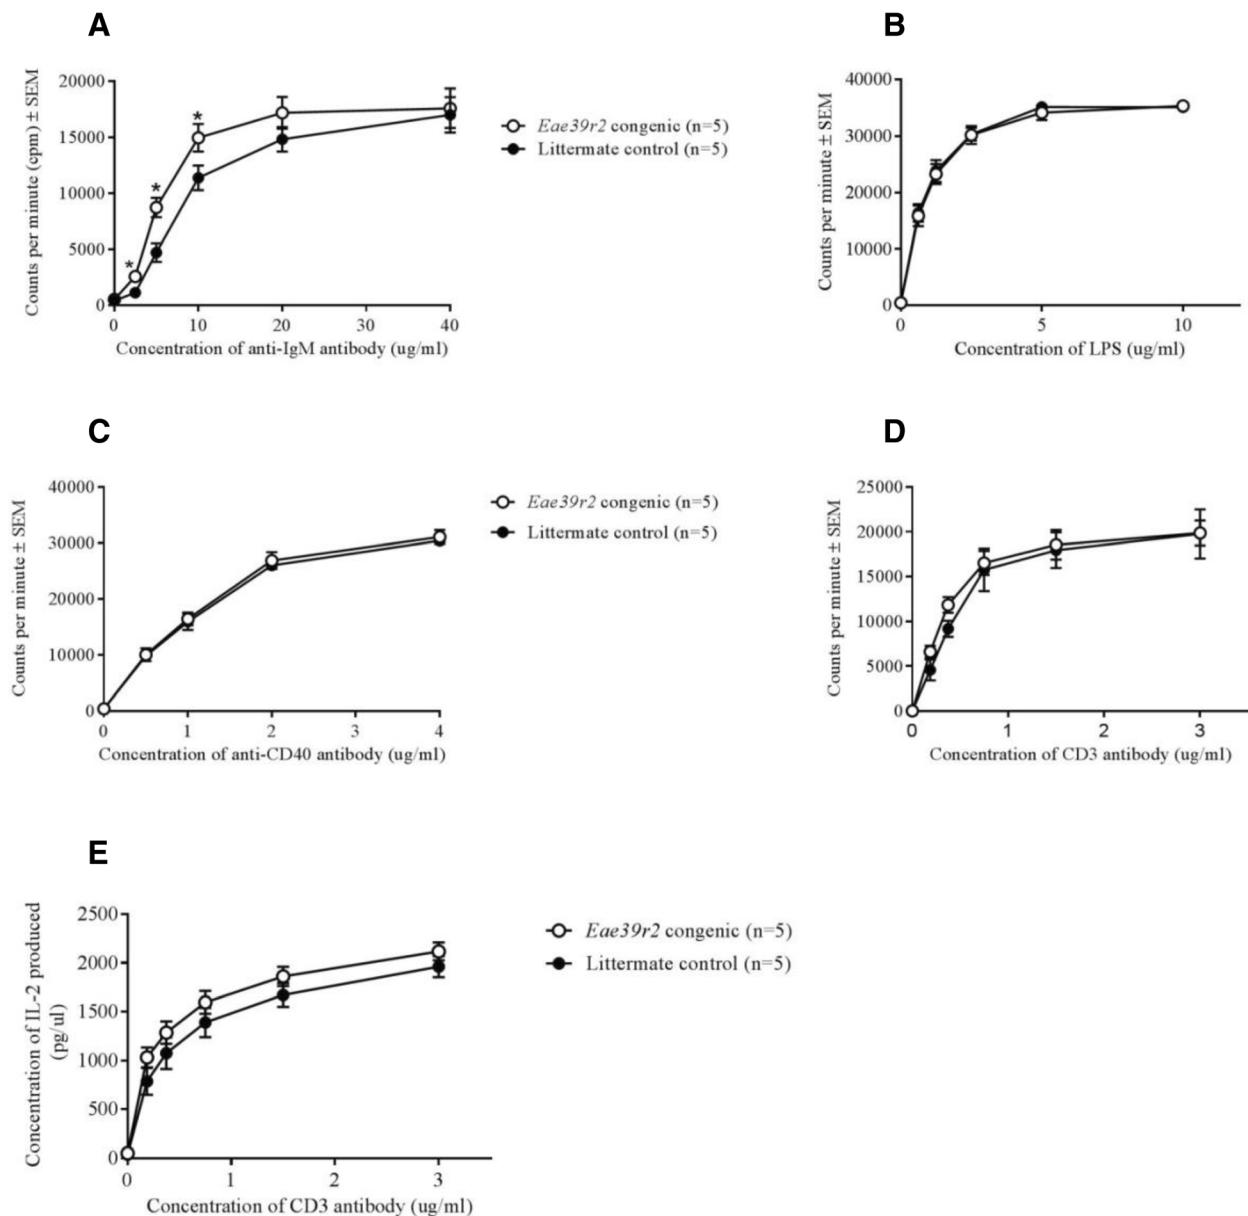 A
Counts per minute (cpm) ± SEM
20000
15000
10000
5000
0
*
*
*
0 10 20 30 40
Concentration of anti-IgM antibody (ug/ml)
Eae39r2 congenic (n=5)
Littermate control (n=5)
B
Counts per minute ± SEM
40000
30000
20000
10000
0
0 5 10
Concentration of LPS (ug/ml)
C
Counts per minute ± SEM
40000
30000
20000
10000
0
0 1 2 3 4
Concentration of anti-CD40 antibody (ug/ml)
Eae39r2 congenic (n=5)
Littermate control (n=5)
D
Counts per minute ± SEM
25000
20000
15000
10000
5000
0
0 1 2 3
Concentration of CD3 antibody (ug/ml)
E
Concentration of IL-2 produced
(pg/ul)
2500
2000
1500
1000
500
0
0 1 2 3
Concentration of CD3 antibody (ug/ml)
Eae39r2 congenic (n=5)
Littermate control (n=5)